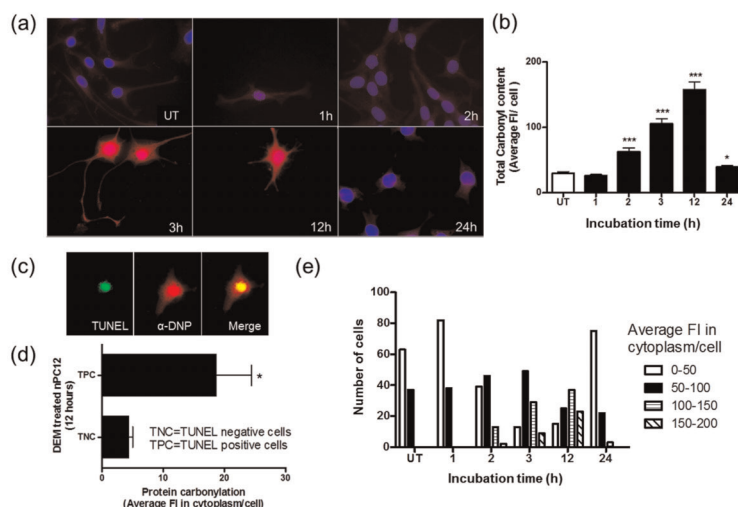 (a)
UT
1h
2h
3h
12h
24h
(b)
Total Carbonyl content
(Average FI/ cell)
200
100
0
***
***
***
*
UT
1
2
3
12
24
Incubation time (h)
(c)
TUNEL
α-DNP
Merge
(d)
DEM treated nPC12
(12 hours)
TPC
TNC
*
TNC=TUNEL negative cells
TPC=TUNEL positive cells
0
10
20
30
Protein carbonylation
(Average FI in cytoplasm/cell)
(e)
Number of cells
100
80
60
40
20
0
UT
1
2
3
12
24
Incubation time (h)
Average FI in
cytoplasm/cell
0-50
50-100
100-150
150-200